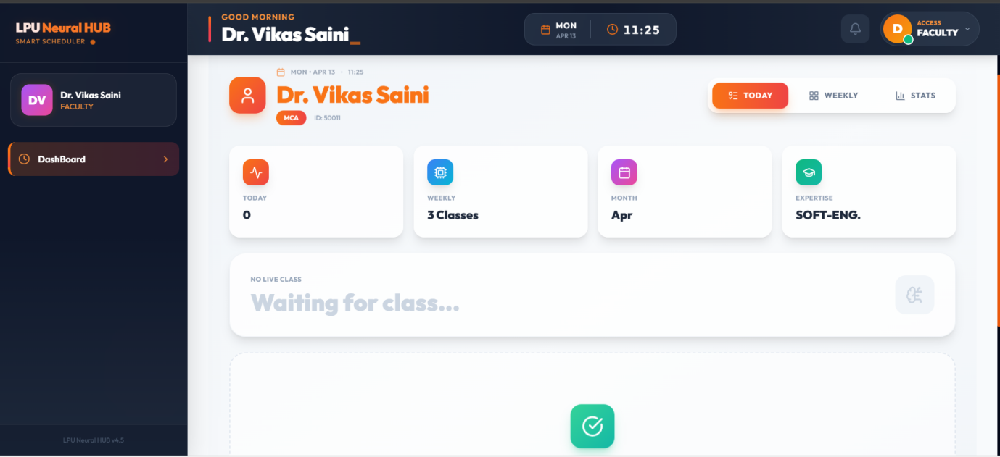 LPU Neural HUB
SMART SCHEDULER
DV
Dr. Vikas Saini
FACULTY
DashBoard
LPU Neural HUB v4.5
GOOD MORNING
Dr. Vikas Saini_
MON
APR 13
11:25
D
ACCESS
FACULTY
MON • APR 13 · 11:25
Dr. Vikas Saini
MCA ID: 50011
TODAY WEEKLY STATS
TODAY
0
WEEKLY
3 Classes
MONTH
Apr
EXPERTISE
SOFT-ENG.
NO LIVE CLASS
Waiting for class...